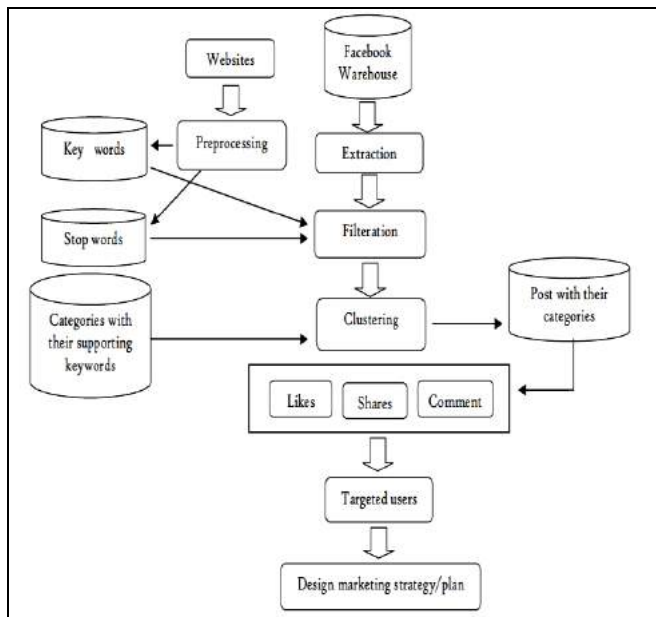 Websites
Facebook
Warehouse
Key words
Preprocessing
Extraction
Stop words
Filteration
Categories with
their supporting
keywords
Clustering
Post with their
categories
Likes
Shares
Comment
Targeted users
Design marketing strategy/plan